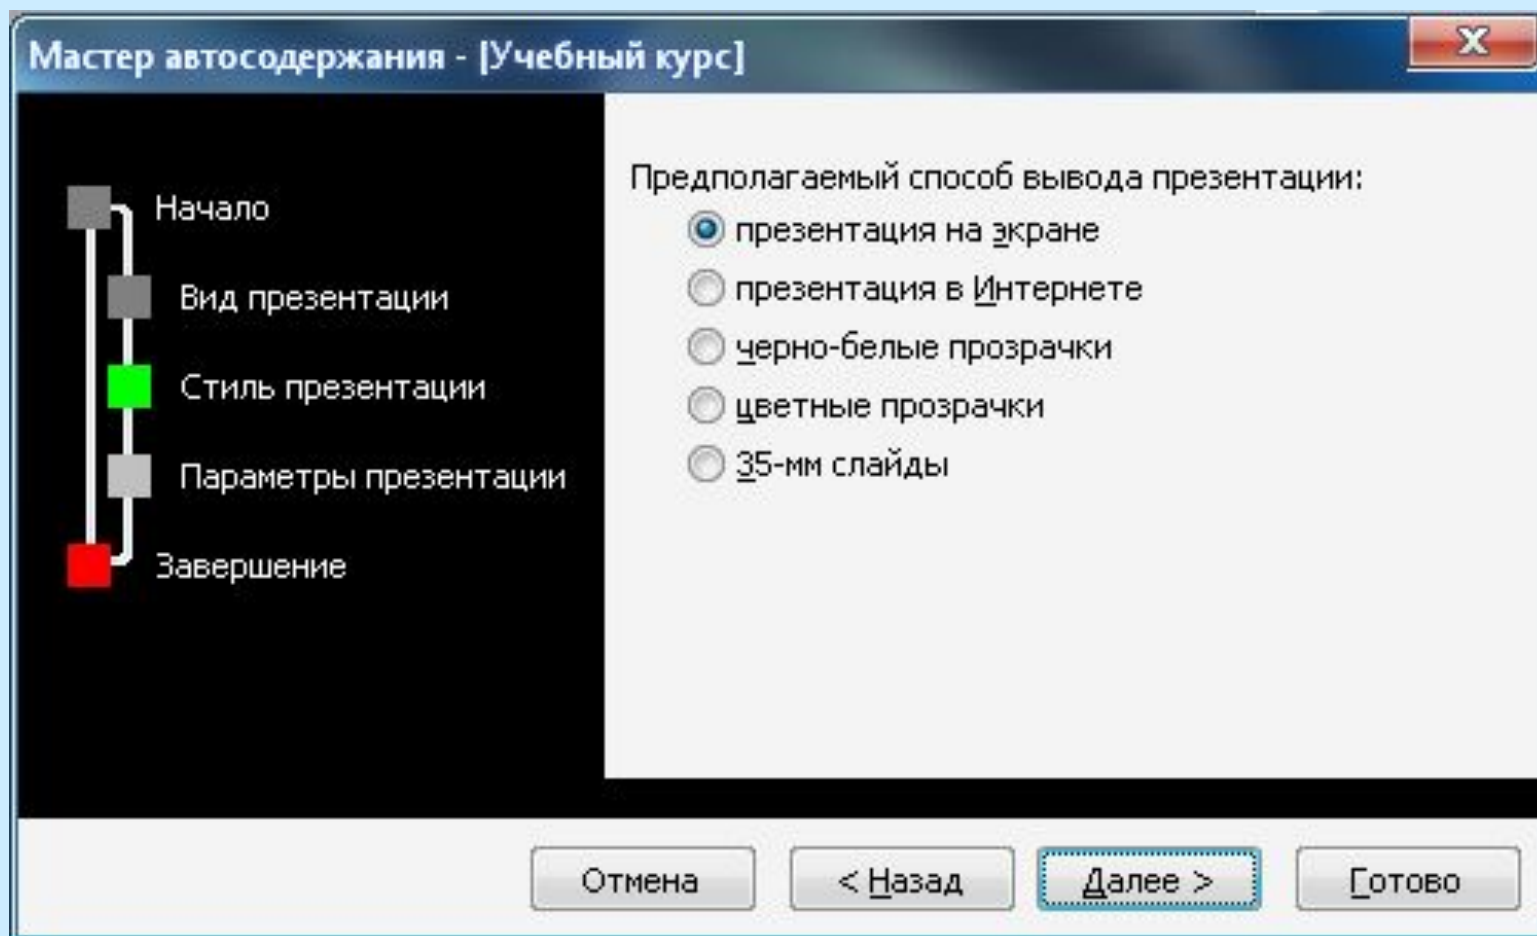 Мастер автосодержания - [Учебный курс]
Начало
Вид презентации
Стиль презентации
Параметры презентации
Завершение
Предполагаемый способ вывода презентации:
презентация на экране
презентация в Интернете
черно-белые прозрачки
цветные прозрачки
35-мм слайды
Отмена
< Назад
Далее >
Готово